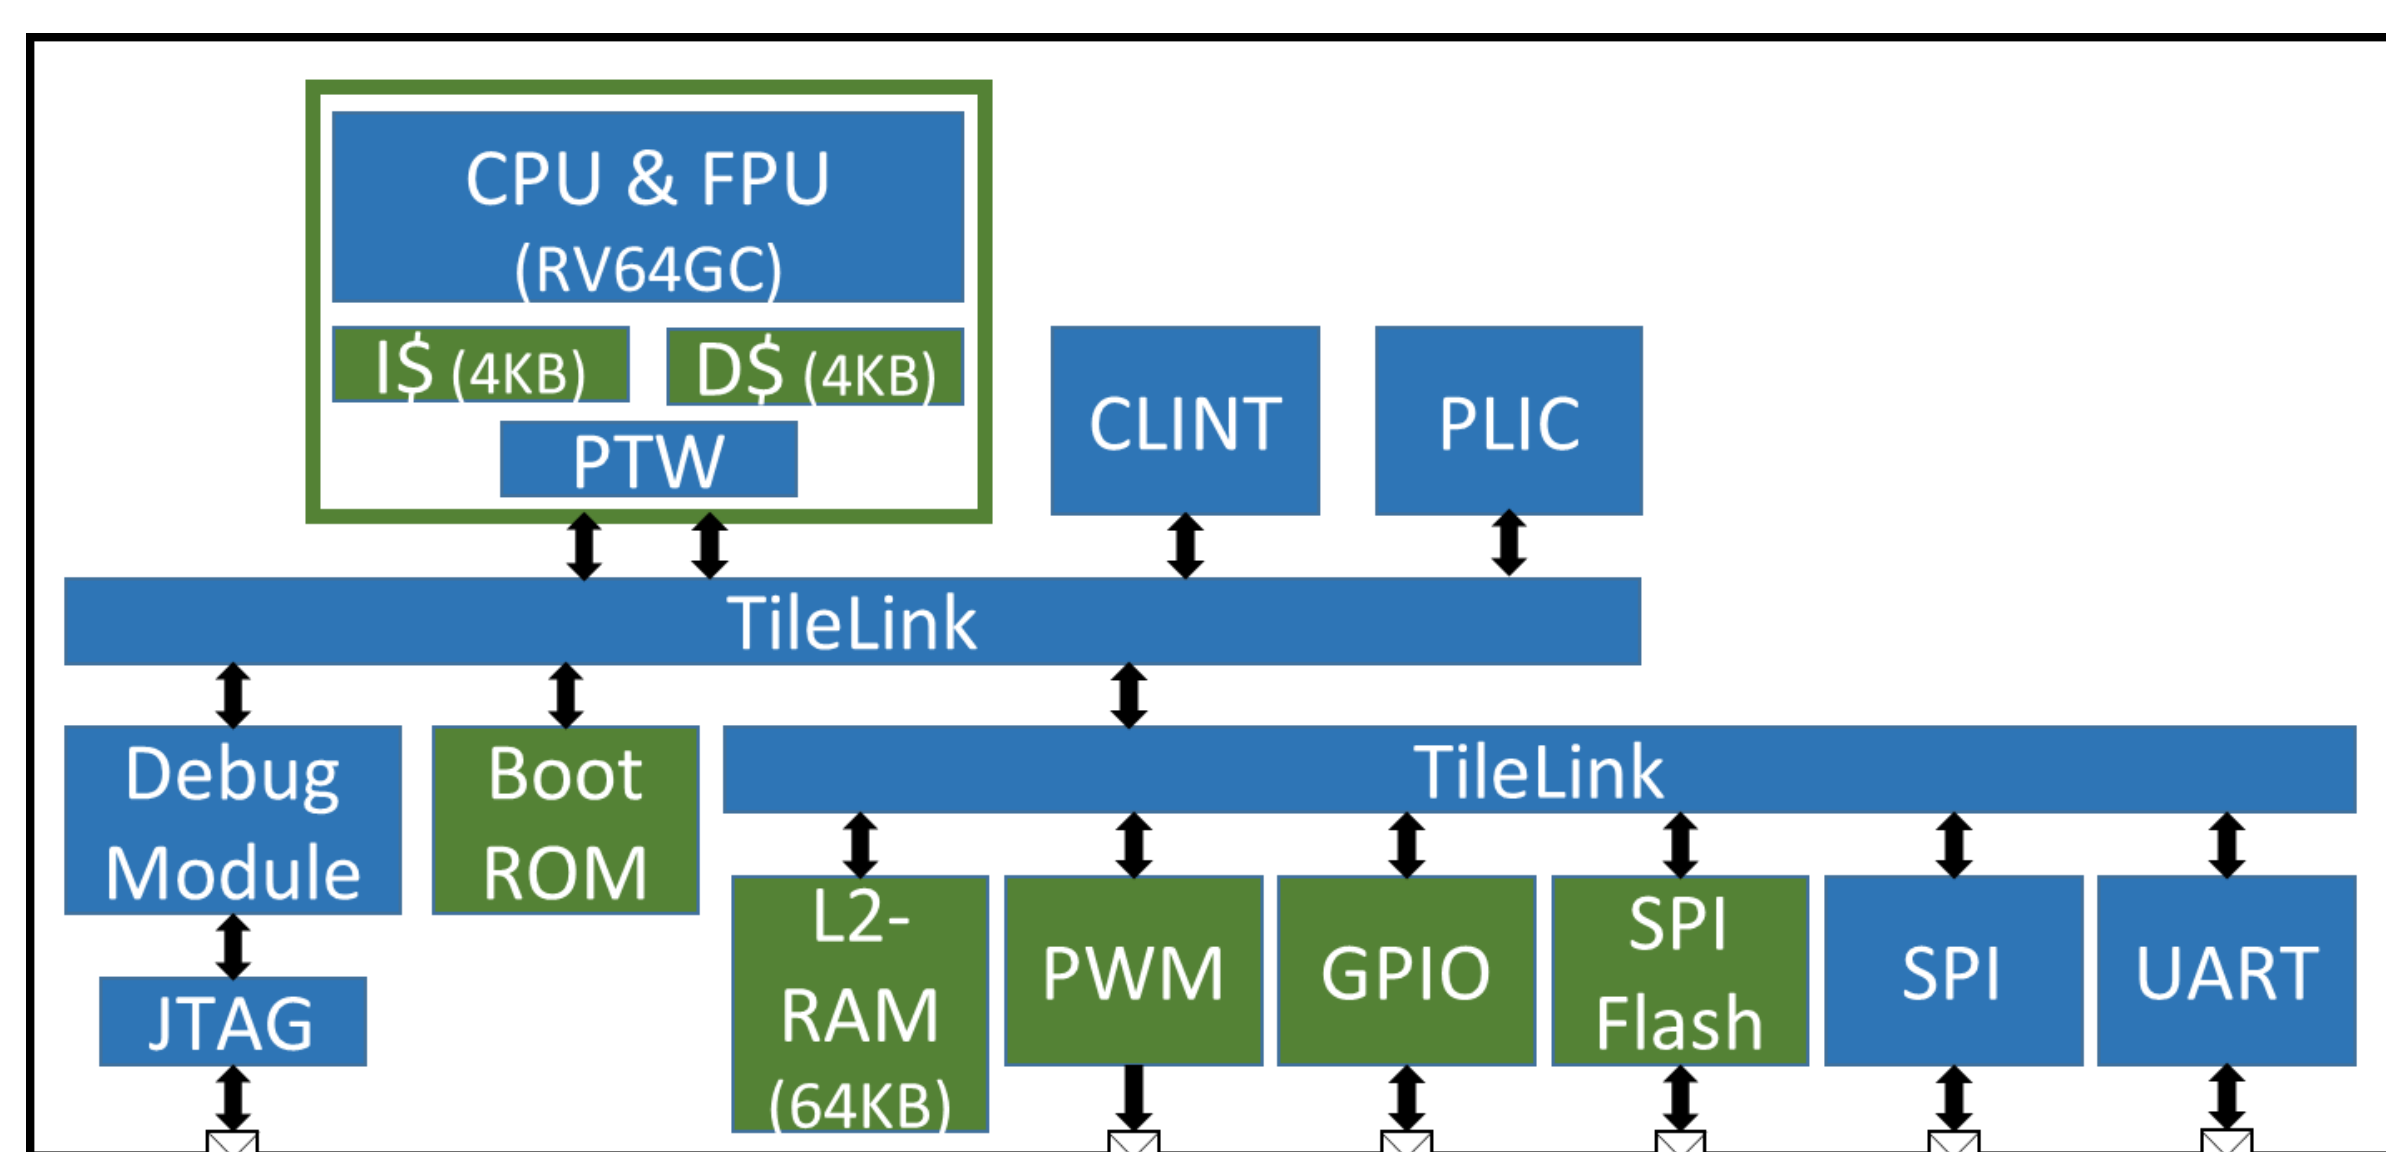 CPU & FPU
(RV64GC)
I$ (4KB)
D$ (4KB)
PTW
CLINT
PLIC
TileLink
Debug
Module
Boot
ROM
TileLink
JTAG
L2-
RAM
(64KB)
PWM
GPIO
SPI
Flash
SPI
UART